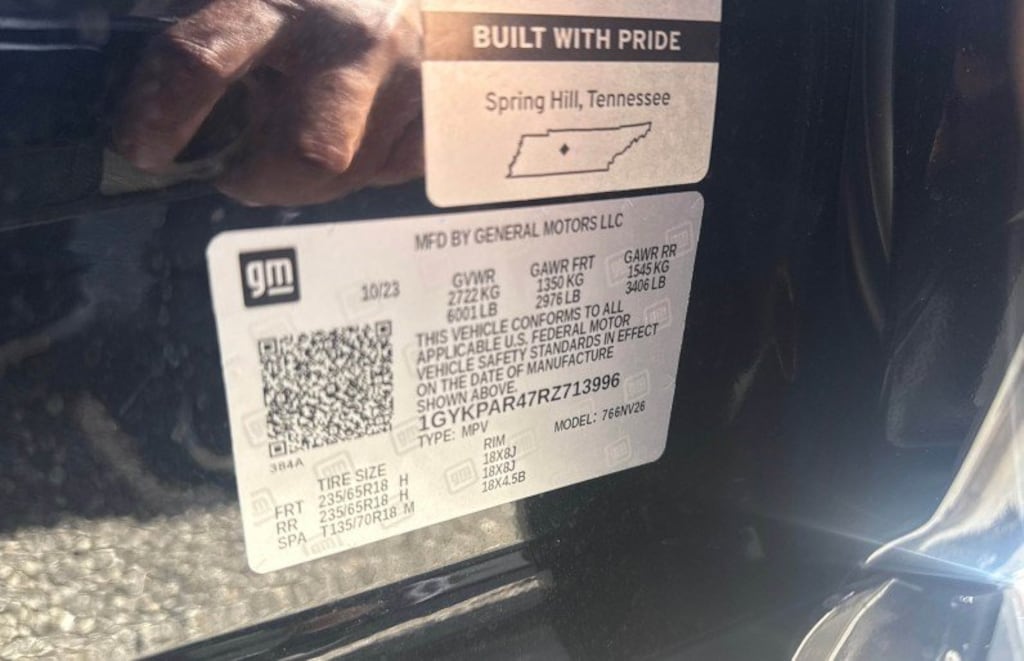 BUILT WITH PRIDE
Spring Hill, Tennessee
MFD BY GENERAL MOTORS LLC
gm
10/23
GVWR GAWR FRT GAWR RR
2722 KG 1350 KG 1545 KG
6001 LB 2976 LB 3406 LB
THIS VEHICLE CONFORMS TO ALL
APPLICABLE U.S. FEDERAL MOTOR
VEHICLE SAFETY STANDARDS IN EFFECT
ON THE DATE OF MANUFACTURE
SHOWN ABOVE.
1GYKPAR47RZ713996
TYPE: MPV MODEL: 766NV26
384A
TIRE SIZE RIM
FRT 235/65R18 H 18X8J
RR 235/65R18 H 18X8J
SPA T135/70R18 M 18X4.5B